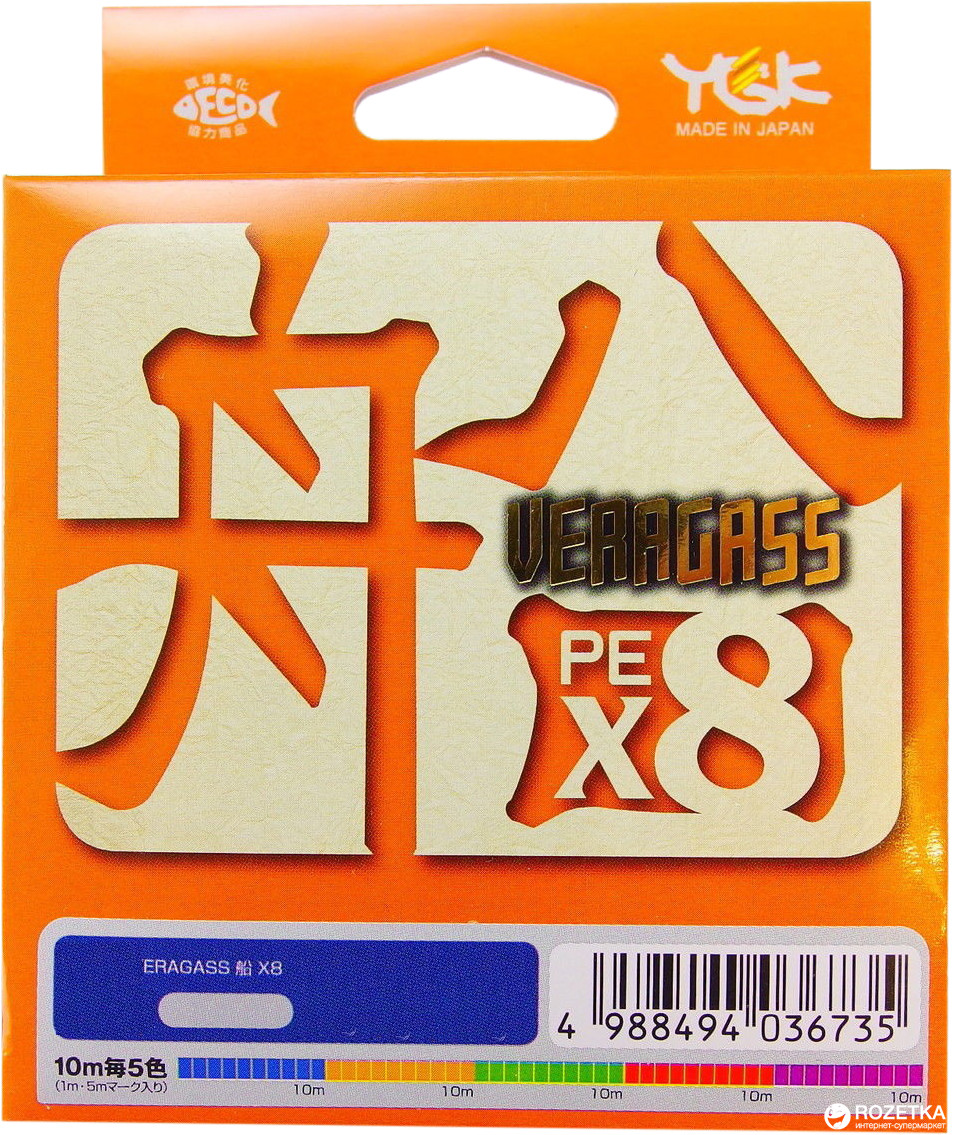 環境美化
ECO
協力商品
YGK
MADE IN JAPAN
船
VERAGASS
PE
X8
ERAGASS 船 X8
4 988494 036735
10m毎5色
(1m・5mマーク入り)
10m 10m 10m 10m 10m
ROZETKA
интернет-супермаркет